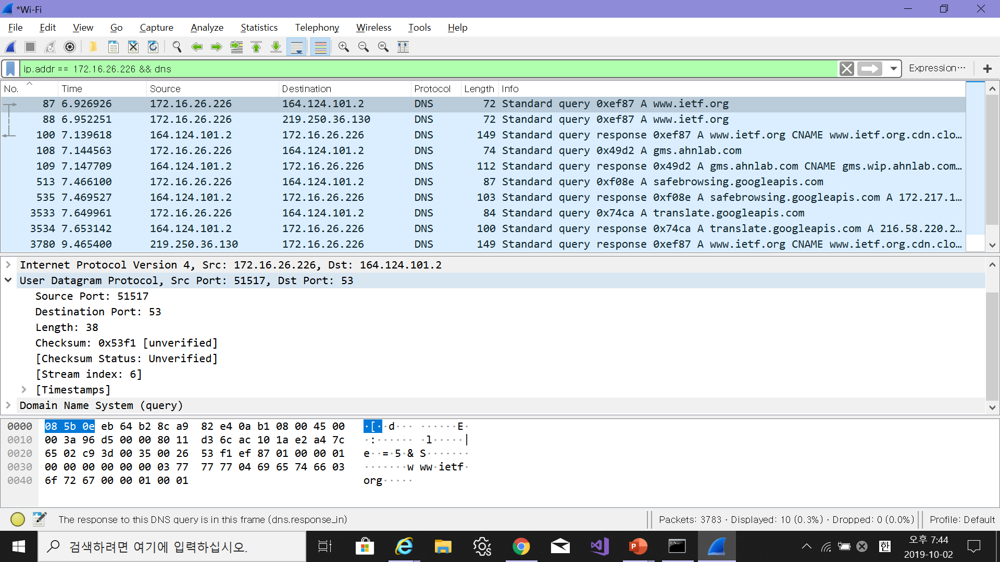 *Wi-Fi
File Edit View Go Capture Analyze Statistics Telephony Wireless Tools Help
ip.addr == 172.16.26.226 && dns Expression… +
No. Time Source Destination Protocol Length Info
87 6.926926 172.16.26.226 164.124.101.2 DNS 72 Standard query 0xef87 A www.ietf.org
88 6.952251 172.16.26.226 219.250.36.130 DNS 72 Standard query 0xef87 A www.ietf.org
100 7.139618 164.124.101.2 172.16.26.226 DNS 149 Standard query response 0xef87 A www.ietf.org CNAME www.ietf.org.cdn.clo…
108 7.144563 172.16.26.226 164.124.101.2 DNS 74 Standard query 0x49d2 A gms.ahnlab.com
109 7.147709 164.124.101.2 172.16.26.226 DNS 112 Standard query response 0x49d2 A gms.ahnlab.com CNAME gms.wip.ahnlab.com…
513 7.466100 172.16.26.226 164.124.101.2 DNS 87 Standard query 0xf08e A safebrowsing.googleapis.com
535 7.469527 164.124.101.2 172.16.26.226 DNS 103 Standard query response 0xf08e A safebrowsing.googleapis.com A 172.217.1…
3533 7.649961 172.16.26.226 164.124.101.2 DNS 84 Standard query 0x74ca A translate.googleapis.com
3534 7.653142 164.124.101.2 172.16.26.226 DNS 100 Standard query response 0x74ca A translate.googleapis.com A 216.58.220.2…
3780 9.465400 219.250.36.130 172.16.26.226 DNS 149 Standard query response 0xef87 A www.ietf.org CNAME www.ietf.org.cdn.clo…
Internet Protocol Version 4, Src: 172.16.26.226, Dst: 164.124.101.2
User Datagram Protocol, Src Port: 51517, Dst Port: 53
Source Port: 51517
Destination Port: 53
Length: 38
Checksum: 0x53f1 [unverified]
[Checksum Status: Unverified]
[Stream index: 6]
[Timestamps]
Domain Name System (query)
0000 08 5b 0e eb 64 b2 8c a9 82 e4 0a b1 08 00 45 00 ·[··d··· ······E·
0010 00 3a 96 d5 00 00 80 11 d3 6c ac 10 1a e2 a4 7c ·:······ ·l·····|
0020 65 02 c9 3d 00 35 00 26 53 f1 ef 87 01 00 00 01 e··=·5·& S·······
0030 00 00 00 00 00 00 03 77 77 77 04 69 65 74 66 03 ·······w ww·ietf·
0040 6f 72 67 00 00 01 00 01 org·····
The response to this DNS query is in this frame (dns.response_in) Packets: 3783 · Displayed: 10 (0.3%) · Dropped: 0 (0.0%) Profile: Default
검색하려면 여기에 입력하십시오.
한
오후 7:44
2019-10-02